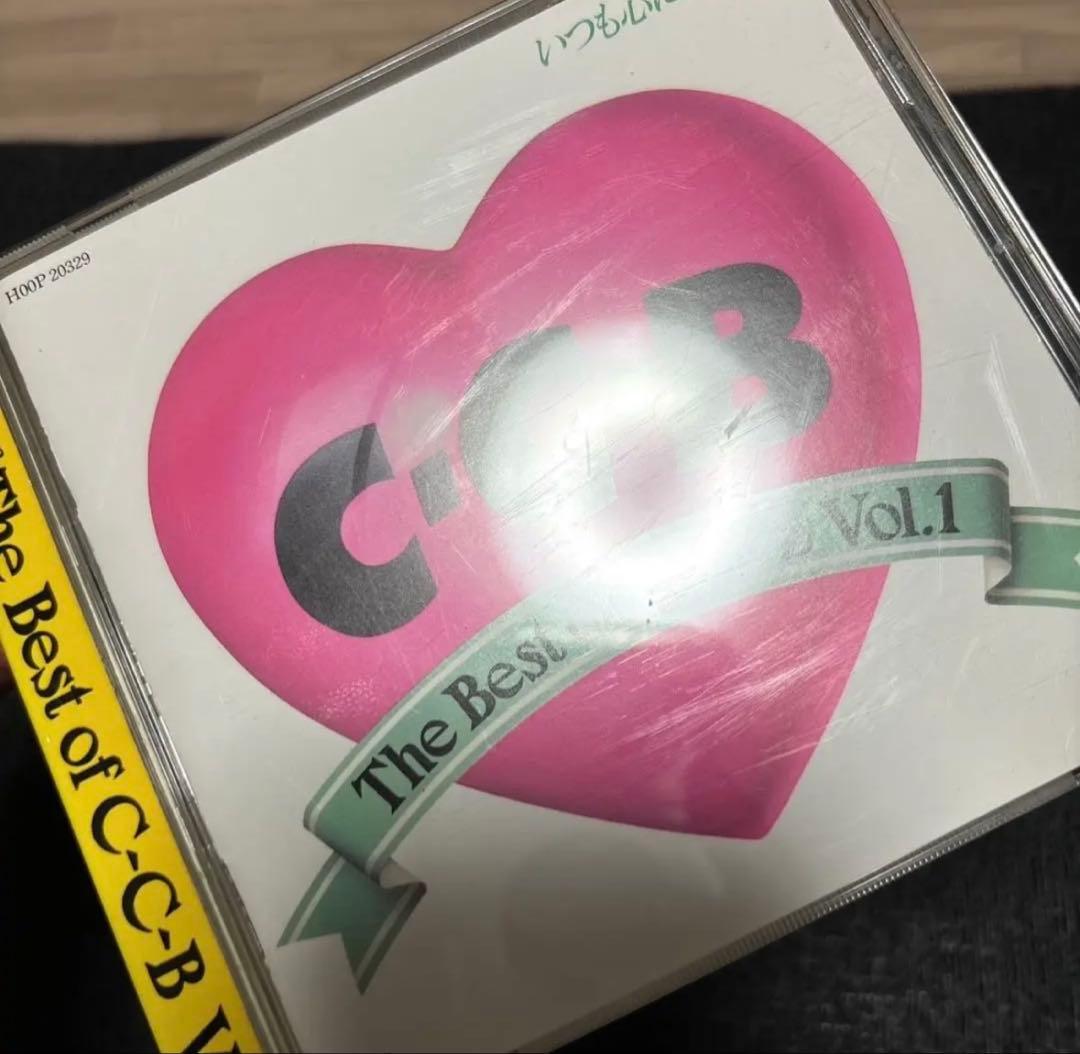 いつも心に
H00P 20329
C-C-B
The Best
Vol.1
The Best of C-C-B V